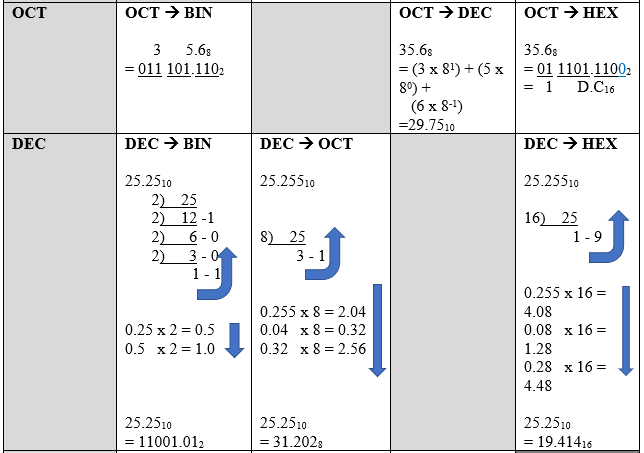 OCT
OCT → BIN
3 5.6₈
= 011 101.110₂
OCT → DEC
35.6₈
= (3 x 8¹) + (5 x
8⁰) +
(6 x 8⁻¹)
=29.75₁₀
OCT → HEX
35.6₈
= 01 1101.1100₂
= 1 D.C₁₆
DEC
DEC → BIN
25.25₁₀
2) 25
2) 12 -1
2) 6 - 0
2) 3 - 0
1 - 1
0.25 x 2 = 0.5
0.5 x 2 = 1.0
25.25₁₀
= 11001.01₂
DEC → OCT
25.255₁₀
8) 25
3 - 1
0.255 x 8 = 2.04
0.04 x 8 = 0.32
0.32 x 8 = 2.56
25.25₁₀
= 31.202₈
DEC → HEX
25.255₁₀
16) 25
1 - 9
0.255 x 16 =
4.08
0.08 x 16 =
1.28
0.28 x 16 =
4.48
25.25₁₀
= 19.414₁₆